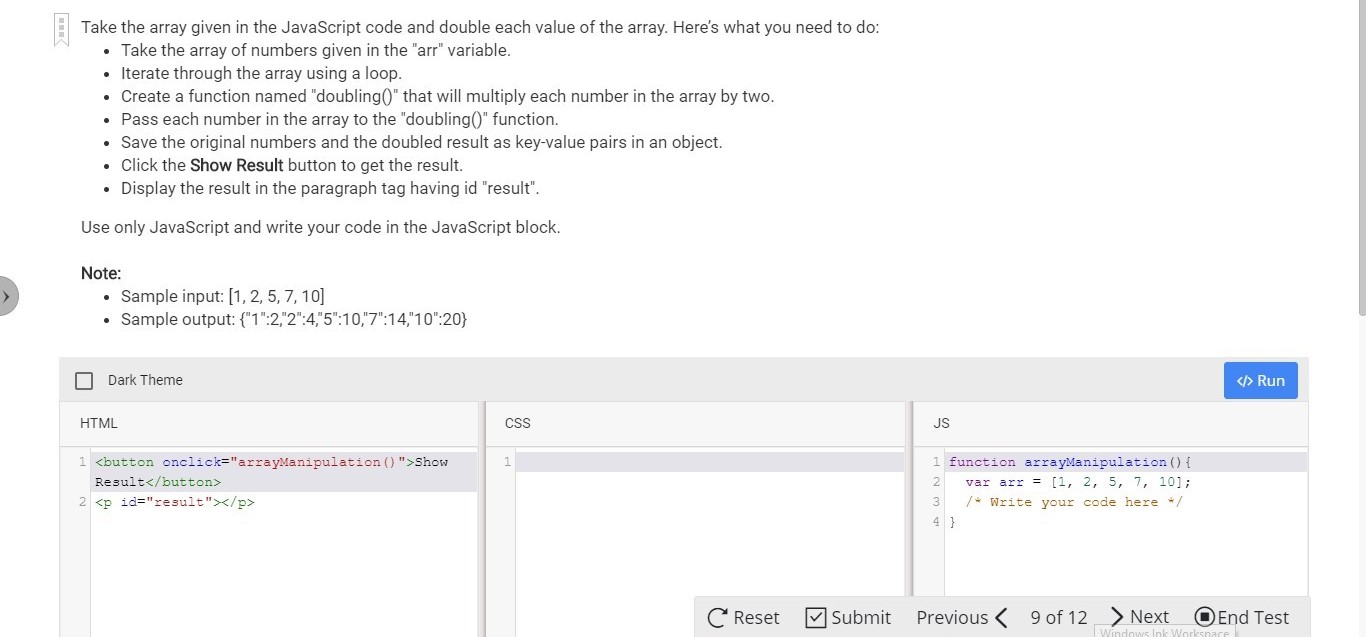 Take the array given in the JavaScript code and double each value of the array. Here’s what you need to do:
• Take the array of numbers given in the "arr" variable.
• Iterate through the array using a loop.
• Create a function named "doubling()" that will multiply each number in the array by two.
• Pass each number in the array to the "doubling()" function.
• Save the original numbers and the doubled result as key-value pairs in an object.
• Click the Show Result button to get the result.
• Display the result in the paragraph tag having id "result".
Use only JavaScript and write your code in the JavaScript block.
Note:
• Sample input: [1, 2, 5, 7, 10]
• Sample output: {"1":2,"2":4,"5":10,"7":14,"10":20}
Dark Theme
</> Run
HTML
1 <button onclick="arrayManipulation()">Show
Result</button>
2 <p id="result"></p>
CSS
1
JS
1 function arrayManipulation(){
2 var arr = [1, 2, 5, 7, 10];
3 /* Write your code here */
4 }
Reset Submit Previous 9 of 12 Next End Test
Windows Ink Workspace